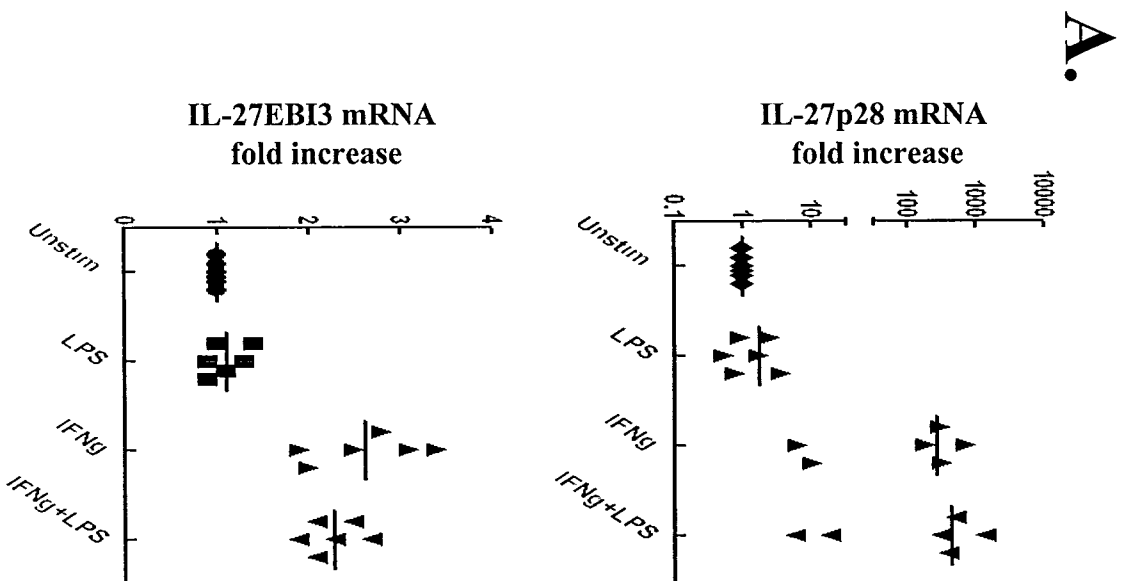 A.
IL-27EBI3 mRNA
fold increase
0
1
2
3
4
Unstim
LPS
IFNg
IFNg+LPS
IL-27p28 mRNA
fold increase
0.1
1
10
100
1000
10000
Unstim
LPS
IFNg
IFNg+LPS